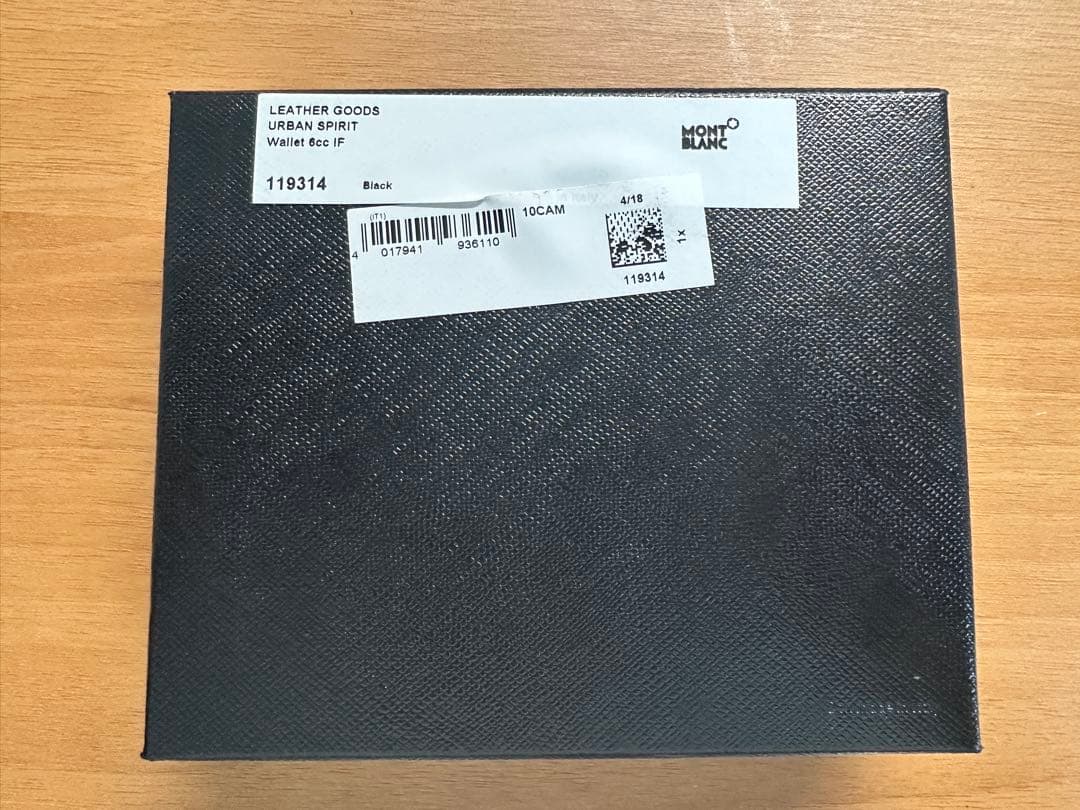 LEATHER GOODS
URBAN SPIRIT
Wallet 6cc IF
119314 Black
MONT
BLANC
(IT1)
4 017941 936110
10CAM
4/18
1x
119314